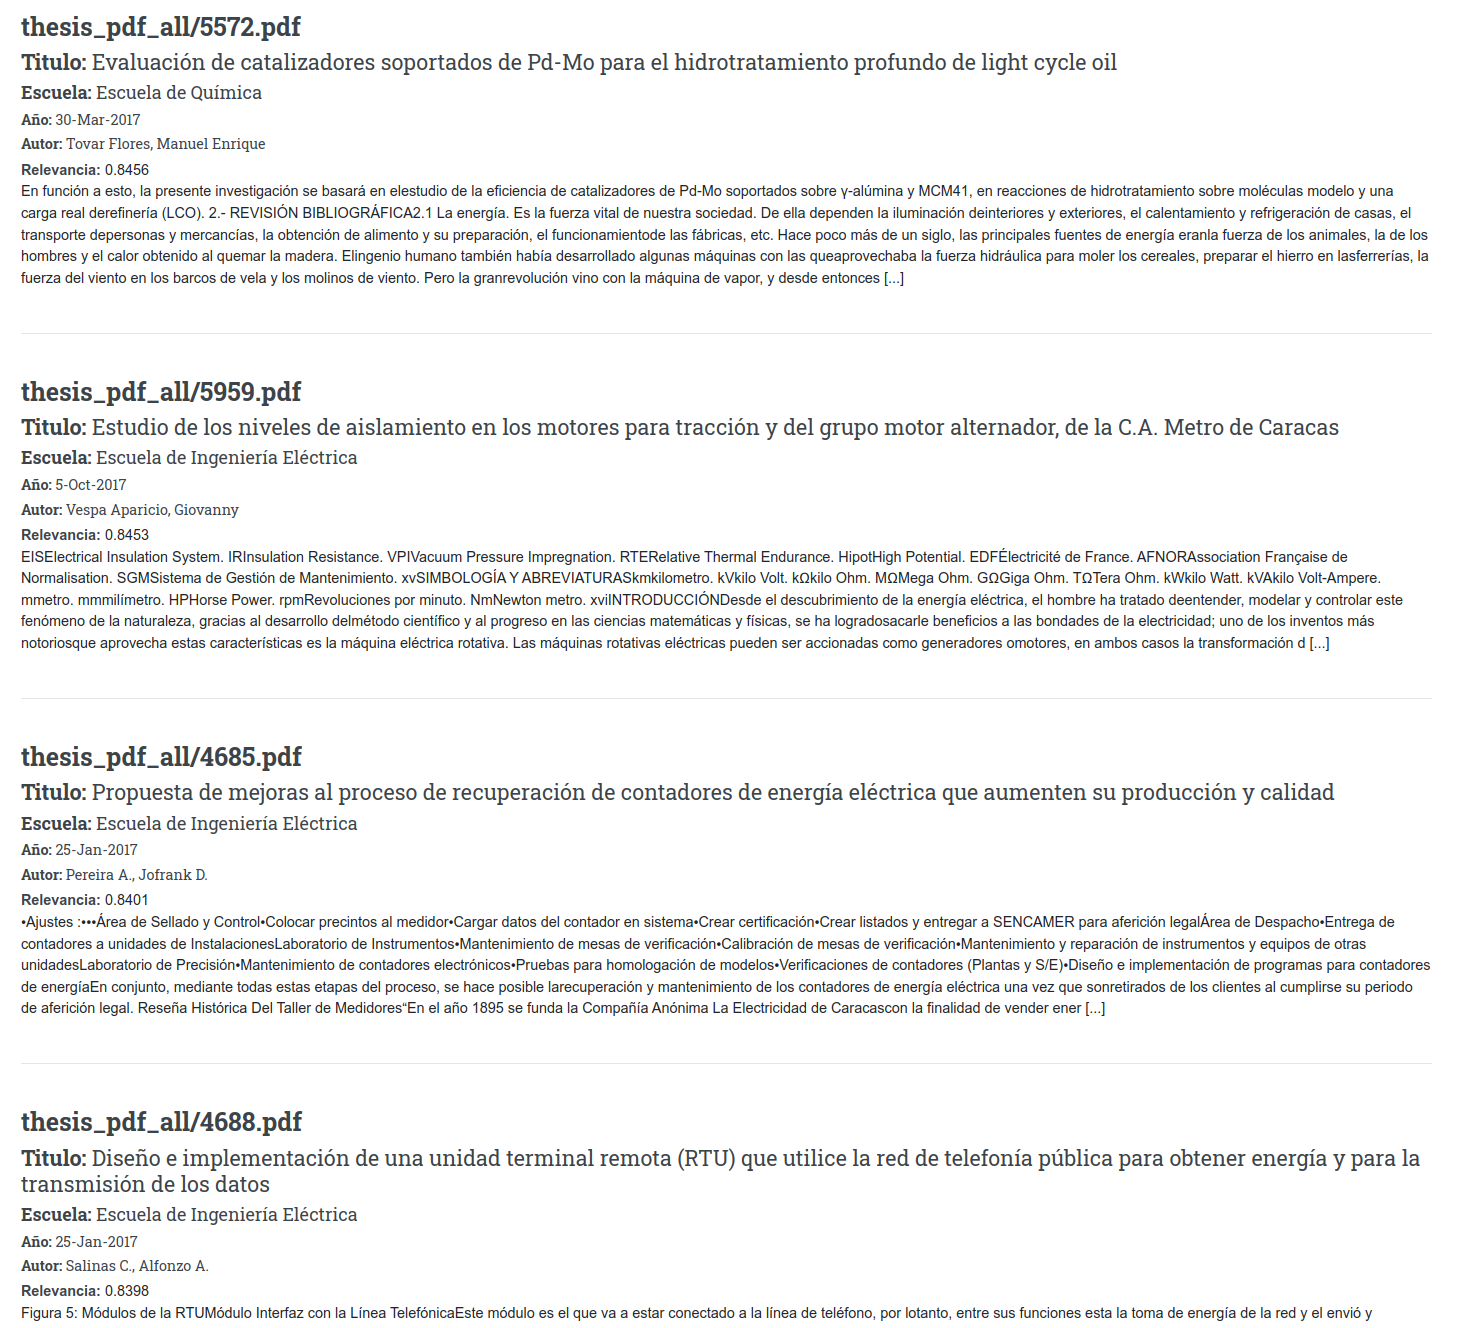 thesis_pdf_all/5572.pdf
Titulo: Evaluación de catalizadores soportados de Pd-Mo para el hidrotratamiento profundo de light cycle oil
Escuela: Escuela de Química
Año: 30-Mar-2017
Autor: Tovar Flores, Manuel Enrique
Relevancia: 0.8456
En función a esto, la presente investigación se basará en elestudio de la eficiencia de catalizadores de Pd-Mo soportados sobre γ-alúmina y MCM41, en reacciones de hidrotratamiento sobre moléculas modelo y una
carga real derefinería (LCO). 2.- REVISIÓN BIBLIOGRÁFICA2.1 La energía. Es la fuerza vital de nuestra sociedad. De ella dependen la iluminación deinteriores y exteriores, el calentamiento y refrigeración de casas, el
transporte depersonas y mercancías, la obtención de alimento y su preparación, el funcionamientode las fábricas, etc. Hace poco más de un siglo, las principales fuentes de energía eranla fuerza de los animales, la de los
hombres y el calor obtenido al quemar la madera. Elingenio humano también había desarrollado algunas máquinas con las queaprovechaba la fuerza hidráulica para moler los cereales, preparar el hierro en lasferrerías, la
fuerza del viento en los barcos de vela y los molinos de viento. Pero la granrevolución vino con la máquina de vapor, y desde entonces [...]
thesis_pdf_all/5959.pdf
Titulo: Estudio de los niveles de aislamiento en los motores para tracción y del grupo motor alternador, de la C.A. Metro de Caracas
Escuela: Escuela de Ingeniería Eléctrica
Año: 5-Oct-2017
Autor: Vespa Aparicio, Giovanny
Relevancia: 0.8453
EISElectrical Insulation System. IRInsulation Resistance. VPIVacuum Pressure Impregnation. RTERelative Thermal Endurance. HipotHigh Potential. EDFÉlectricité de France. AFNORAssociation Française de
Normalisation. SGMSistema de Gestión de Mantenimiento. xvSIMBOLOGÍA Y ABREVIATURASkmkilometro. kVkilo Volt. kΩkilo Ohm. MΩMega Ohm. GΩGiga Ohm. TΩTera Ohm. kWkilo Watt. kVAkilo Volt-Ampere.
mmetro. mmmilímetro. HPHorse Power. rpmRevoluciones por minuto. NmNewton metro. xviINTRODUCCIÓNDesde el descubrimiento de la energía eléctrica, el hombre ha tratado deentender, modelar y controlar este
fenómeno de la naturaleza, gracias al desarrollo delmétodo científico y al progreso en las ciencias matemáticas y físicas, se ha logradosacarle beneficios a las bondades de la electricidad; uno de los inventos más
notoriosque aprovecha estas características es la máquina eléctrica rotativa. Las máquinas rotativas eléctricas pueden ser accionadas como generadores omotores, en ambos casos la transformación d [...]
thesis_pdf_all/4685.pdf
Titulo: Propuesta de mejoras al proceso de recuperación de contadores de energía eléctrica que aumenten su producción y calidad
Escuela: Escuela de Ingeniería Eléctrica
Año: 25-Jan-2017
Autor: Pereira A., Jofrank D.
Relevancia: 0.8401
•Ajustes :•••Área de Sellado y Control•Colocar precintos al medidor•Cargar datos del contador en sistema•Crear certificación•Crear listados y entregar a SENCAMER para aferición legalÁrea de Despacho•Entrega de
contadores a unidades de InstalacionesLaboratorio de Instrumentos•Mantenimiento de mesas de verificación•Calibración de mesas de verificación•Mantenimiento y reparación de instrumentos y equipos de otras
unidadesLaboratorio de Precisión•Mantenimiento de contadores electrónicos•Pruebas para homologación de modelos•Verificaciones de contadores (Plantas y S/E)•Diseño e implementación de programas para contadores
de energíaEn conjunto, mediante todas estas etapas del proceso, se hace posible larecuperación y mantenimiento de los contadores de energía eléctrica una vez que sonretirados de los clientes al cumplirse su periodo
de aferición legal. Reseña Histórica Del Taller de Medidores“En el año 1895 se funda la Compañía Anónima La Electricidad de Caracascon la finalidad de vender ener [...]
thesis_pdf_all/4688.pdf
Titulo: Diseño e implementación de una unidad terminal remota (RTU) que utilice la red de telefonía pública para obtener energía y para la
transmisión de los datos
Escuela: Escuela de Ingeniería Eléctrica
Año: 25-Jan-2017
Autor: Salinas C., Alfonzo A.
Relevancia: 0.8398
Figura 5: Módulos de la RTUMódulo Interfaz con la Línea TelefónicaEste módulo es el que va a estar conectado a la línea de teléfono, por lotanto, entre sus funciones esta la toma de energía de la red y el envió y